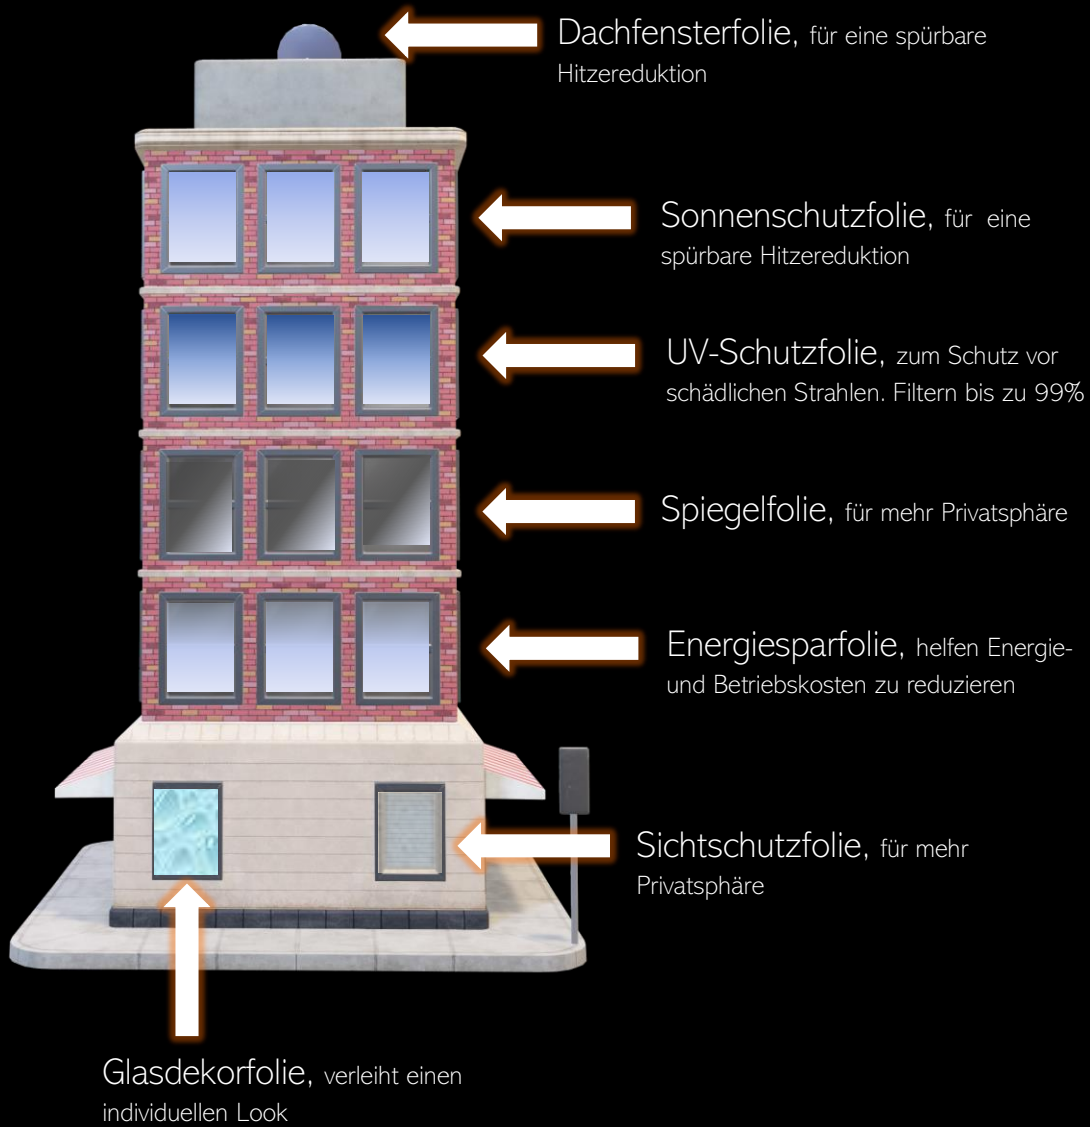 Dachfensterfolie, für eine spürbare
Hitzereduktion
Sonnenschutzfolie, für eine
spürbare Hitzereduktion
UV-Schutzfolie, zum Schutz vor
schädlichen Strahlen. Filtern bis zu 99%
Spiegelfolie, für mehr Privatsphäre
Energiesparfolie, helfen Energie-
und Betriebskosten zu reduzieren
Sichtschutzfolie, für mehr
Privatsphäre
Glasdekorfolie, verleiht einen
individuellen Look